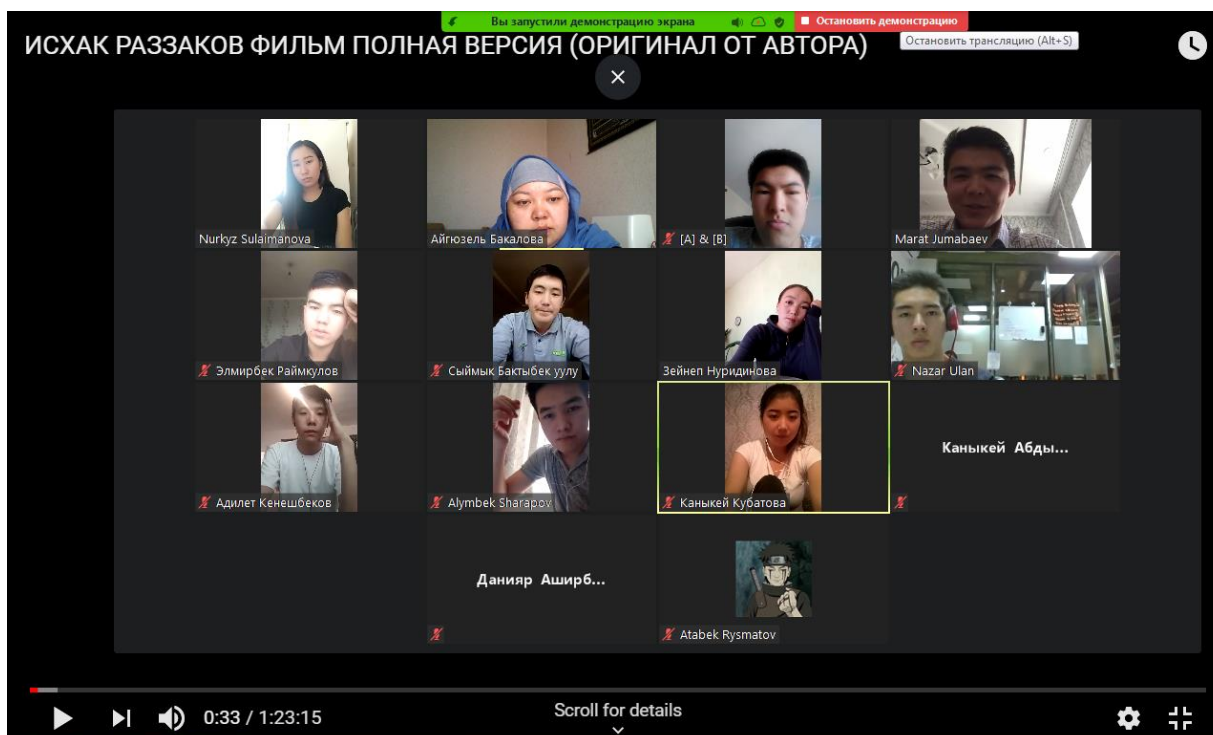 Вы запустили демонстрацию экрана
Остановить демонстрацию
ИСХАК РАЗЗАКОВ ФИЛЬМ ПОЛНАЯ ВЕРСИЯ (ОРИГИНАЛ ОТ АВТОРА)
Остановить трансляцию (Alt+S)
Nurkyz Sulaimanova
Айгюзель Бакалова
[A] & [B]
Marat Jumabaev
Элмирбек Раймкулов
Сыймык Бактыбек уулу
Зейнеп Нуридинова
Nazar Ulan
Адилет Кенешбеков
Alymbek Sharapov
Каныкей Кубатова
Каныкей Абды...
Данияр Аширб...
Atabek Rysmatov
0:33 / 1:23:15
Scroll for details